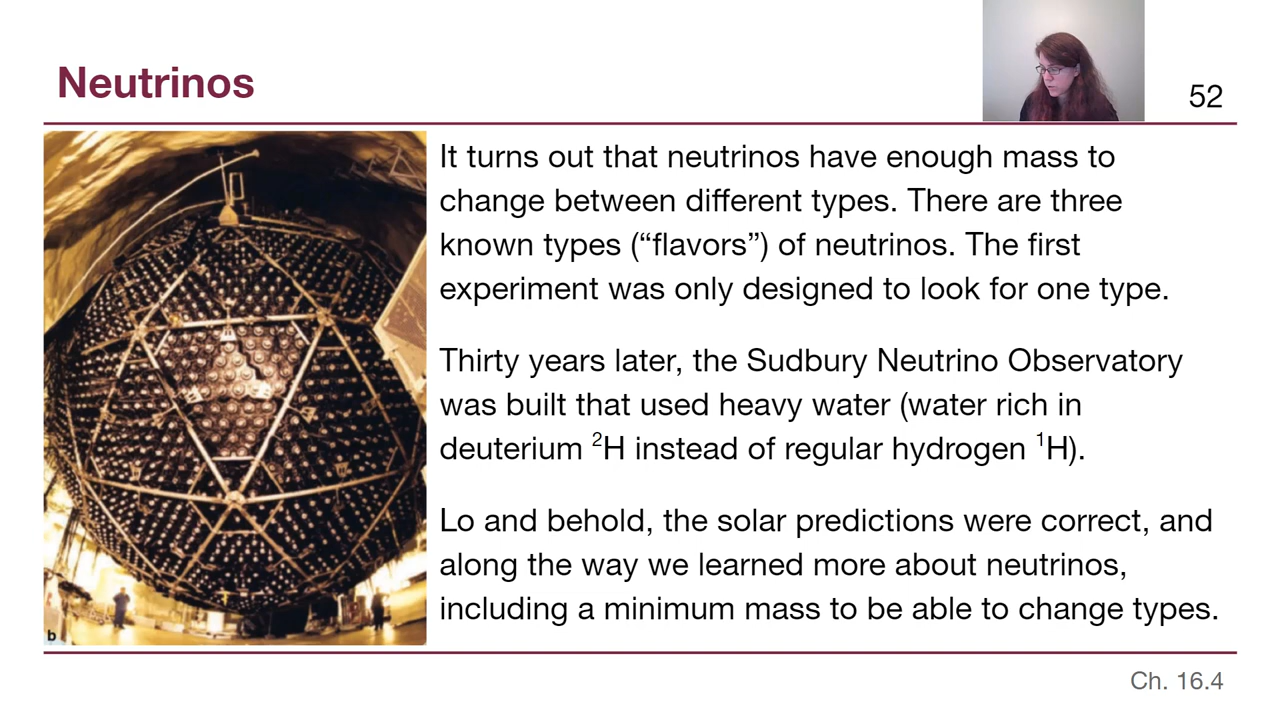 Neutrinos
52
It turns out that neutrinos have enough mass to
change between different types. There are three
known types (“flavors”) of neutrinos. The first
experiment was only designed to look for one type.
Thirty years later, the Sudbury Neutrino Observatory
was built that used heavy water (water rich in
deuterium ²H instead of regular hydrogen ¹H).
Lo and behold, the solar predictions were correct, and
along the way we learned more about neutrinos,
including a minimum mass to be able to change types.
b
Ch. 16.4